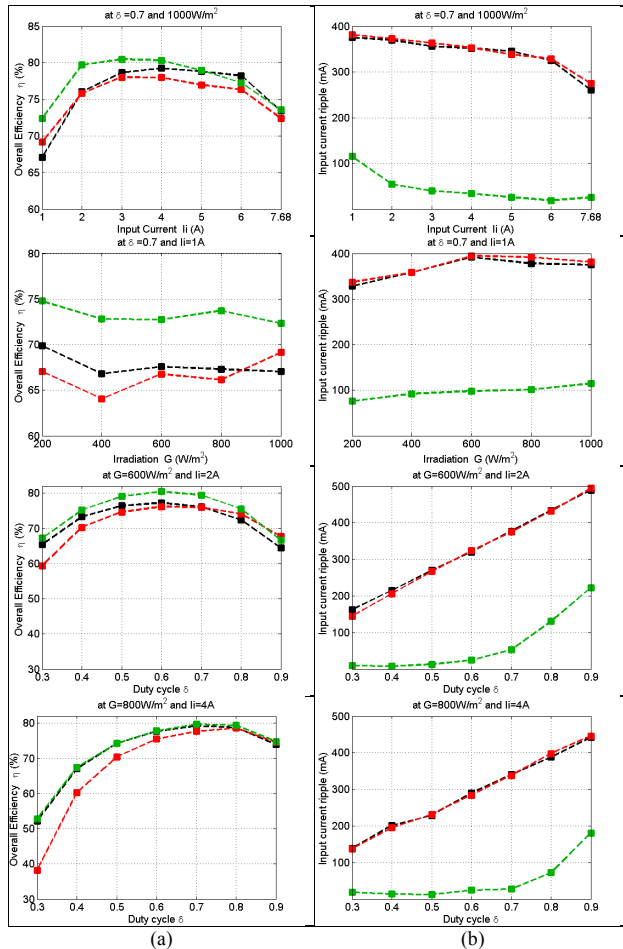 at δ =0.7 and 1000W/m²
Overall Efficiency η (%)
85
80
75
70
65
60
1 2 3 4 5 6 7.68
Input Current Ii (A)
at δ =0.7 and 1000W/m²
Input current ripple (mA)
400
300
200
100
1 2 3 4 5 6 7.68
Input Current Ii (A)
at δ =0.7 and Ii=1A
Overall Efficiency η (%)
80
75
70
65
60
200 400 600 800 1000
Irradiation G (W/m²)
at δ =0.7 and Ii=1A
Input current ripple (mA)
400
300
200
100
200 400 600 800 1000
Irradiation G (W/m²)
at G=600W/m² and Ii=2A
Overall Efficiency η (%)
80
70
60
50
40
30
0.3 0.4 0.5 0.6 0.7 0.8 0.9
Duty cycle δ
at G=600W/m² and Ii=2A
Input current ripple (mA)
500
400
300
200
100
0.3 0.4 0.5 0.6 0.7 0.8 0.9
Duty cycle δ
at G=800W/m² and Ii=4A
Overall Efficiency η (%)
80
70
60
50
40
30
0.3 0.4 0.5 0.6 0.7 0.8 0.9
Duty cycle δ
at G=800W/m² and Ii=4A
Input current ripple (mA)
500
400
300
200
100
0.3 0.4 0.5 0.6 0.7 0.8 0.9
Duty cycle δ
(a)
(b)